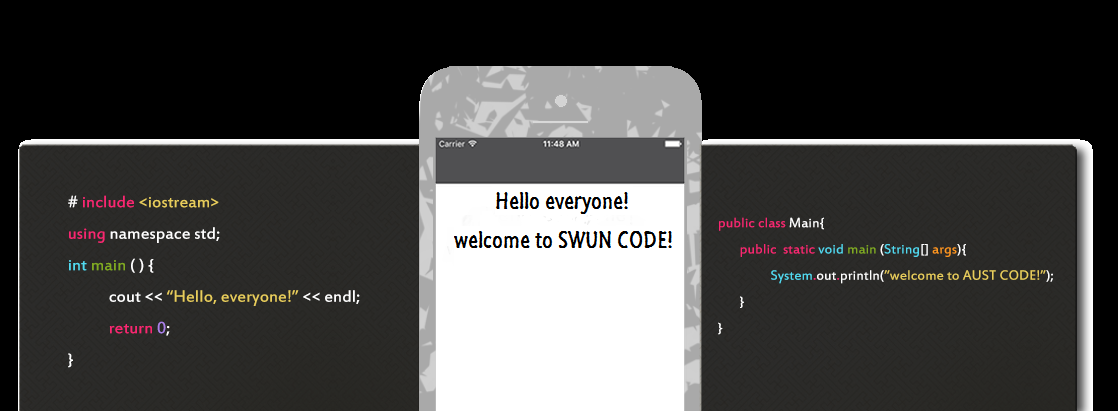 # include <iostream>
using namespace std;
int main ( ) {
cout << “Hello, everyone!” << endl;
return 0;
}
Carrier 11:48 AM
Hello everyone!
welcome to SWUN CODE!
public class Main{
public static void main (String[] args){
System.out.println(”welcome to AUST CODE!”);
}
}